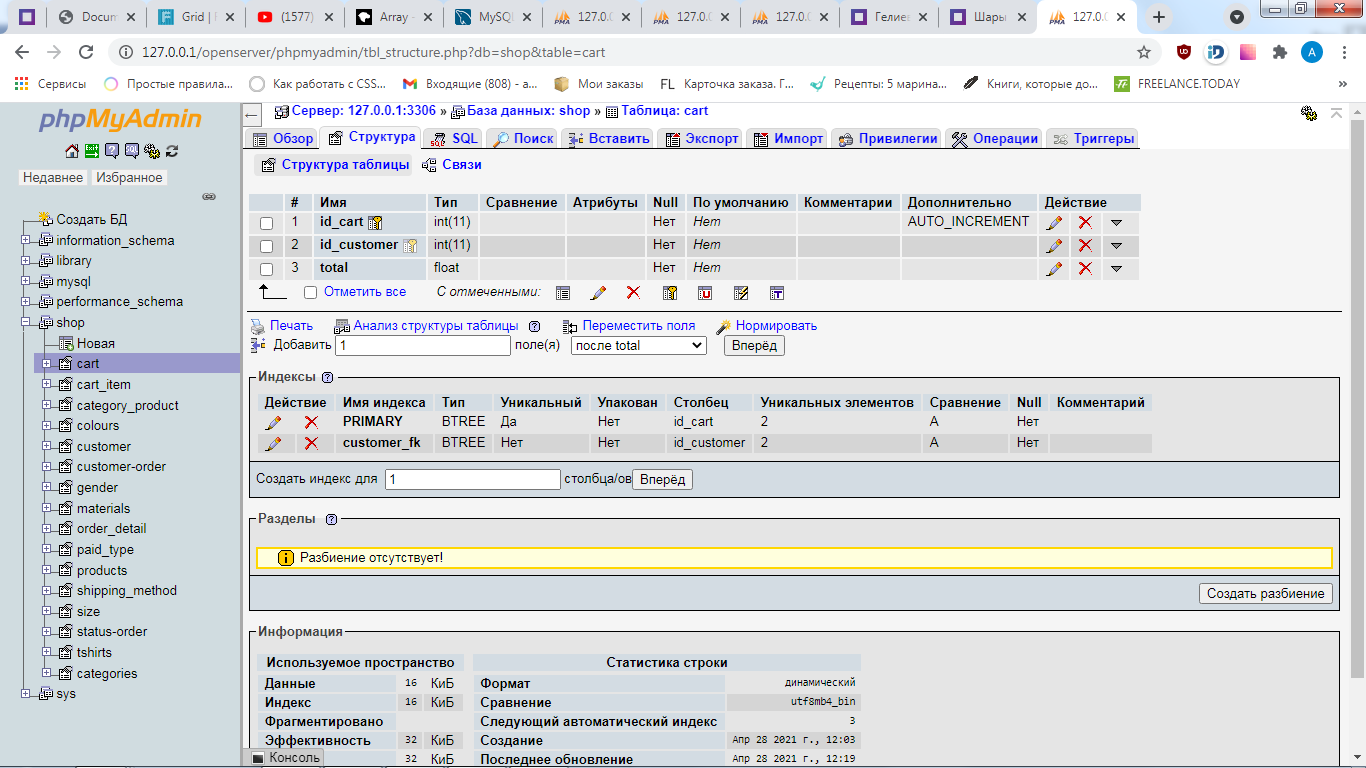 Docum
Grid | F
(1577)
Array -
MySQL
127.0.0
127.0.0
127.0.0
Гелиев
Шары
127.0.0
127.0.0.1/openserver/phpmyadmin/tbl_structure.php?db=shop&table=cart
A
Сервисы
Простые правила...
Как работать с CSS...
Входящие (808) - a...
Мои заказы
FL Карточка заказа. Г...
Рецепты: 5 марина...
Книги, которые до...
FREELANCE.TODAY
»
phpMyAdmin
Недавнее Избранное
Создать БД
information_schema
library
mysql
performance_schema
shop
Новая
cart
cart_item
category_product
colours
customer
customer-order
gender
materials
order_detail
paid_type
products
shipping_method
size
status-order
tshirts
categories
sys
Сервер: 127.0.0.1:3306 » База данных: shop » Таблица: cart
Обзор Структура SQL Поиск Вставить Экспорт Импорт Привилегии Операции Триггеры
Структура таблицы Связи
# Имя Тип Сравнение Атрибуты Null По умолчанию Комментарии Дополнительно Действие
1 id_cart int(11) Нет Нет AUTO_INCREMENT
2 id_customer int(11) Нет Нет
3 total float Нет Нет
Отметить все С отмеченными:
Печать Анализ структуры таблицы Переместить поля Нормировать
Добавить 1 поле(я) после total Вперёд
Индексы
Действие Имя индекса Тип Уникальный Упакован Столбец Уникальных элементов Сравнение Null Комментарий
PRIMARY BTREE Да Нет id_cart 2 A Нет
customer_fk BTREE Нет Нет id_customer 2 A Нет
Создать индекс для 1 столбца/ов Вперёд
Разделы
Разбиение отсутствует!
Создать разбиение
Информация
Используемое пространство
Данные 16 КиБ
Индекс 16 КиБ
Фрагментировано
Эффективность 32 КиБ
32 КиБ
Статистика строки
Формат динамический
Сравнение utf8mb4_bin
Следующий автоматический индекс 3
Создание Апр 28 2021 г., 12:03
Последнее обновление Апр 28 2021 г., 12:19
Консоль